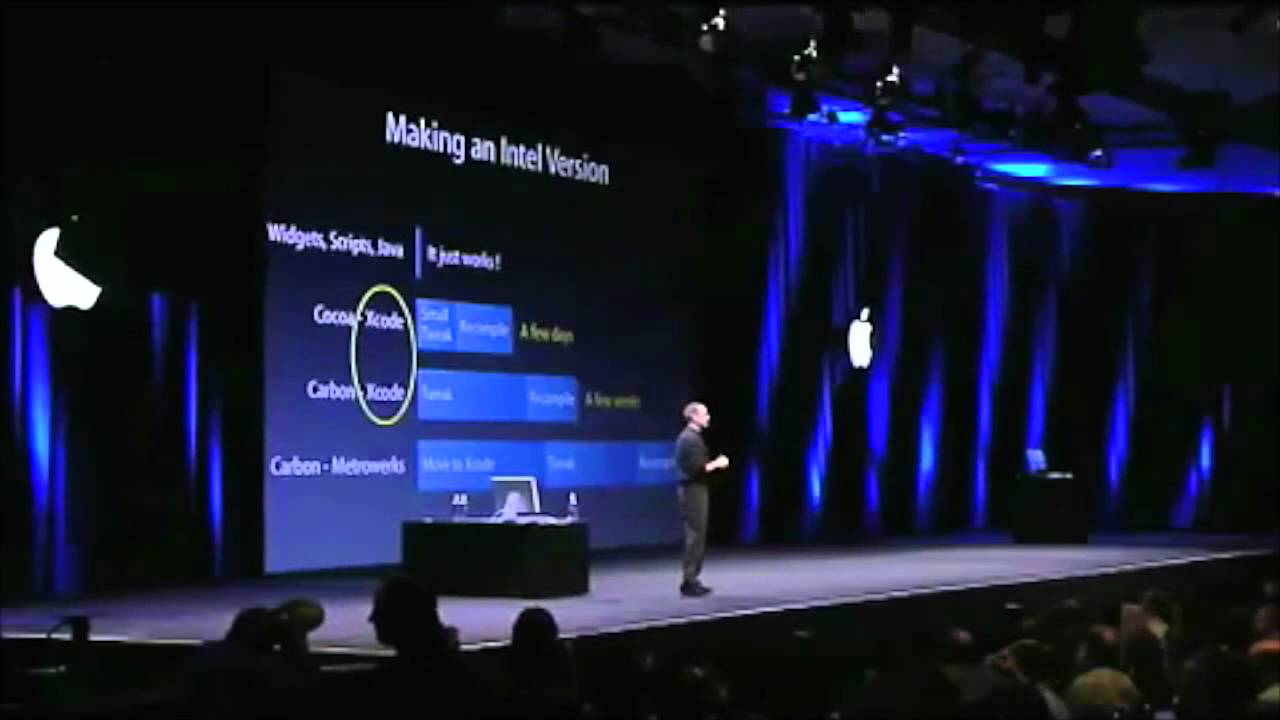 Making an Intel Version
Widgets, Scripts, Java
It just works !
Cocoa - Xcode
Small
Tweak
Recompile
A few days
Carbon - Xcode
Tweak
Recompile
A few weeks
Carbon - Metrowerks
Move to Xcode
Tweak